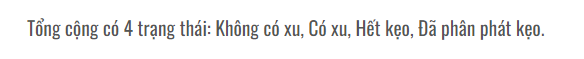 Tổng cộng có 4 trạng thái: Không có xu, Có xu, Hết kẹo, Đã phân phát kẹo.